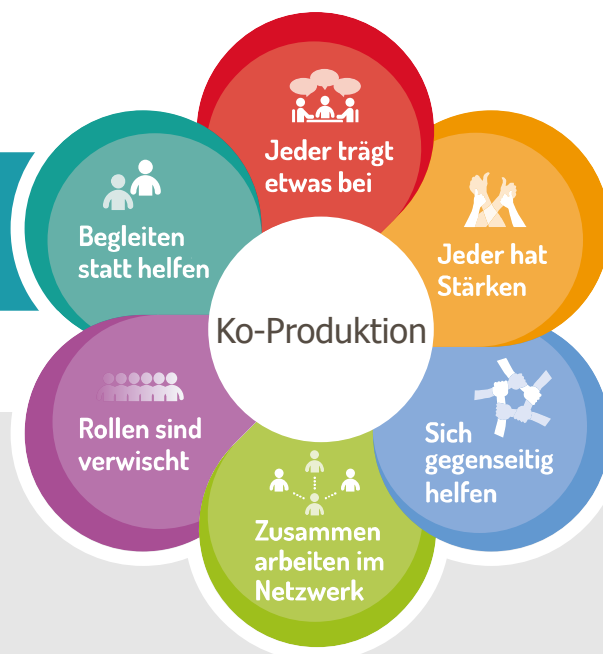 Jeder trägt
etwas bei
Jeder hat
Stärken
Sich
gegenseitig
helfen
Zusammen
arbeiten im
Netzwerk
Rollen sind
verwischt
Begleiten
statt helfen
Ko-Produktion